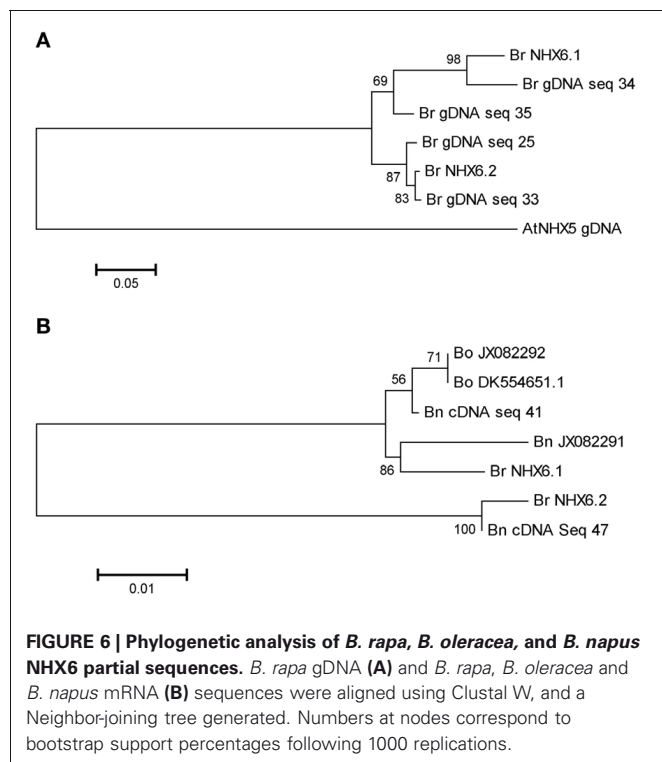 A
98
Br NHX6.1
Br gDNA seq 34
69
Br gDNA seq 35
Br gDNA seq 25
Br NHX6.2
87
83
Br gDNA seq 33
AtNHX5 gDNA
0.05
B
71
Bo JX082292
Bo DK554651.1
56
Bn cDNA seq 41
Bn JX082291
86
Br NHX6.1
Br NHX6.2
100
Bn cDNA Seq 47
0.01
FIGURE 6 | Phylogenetic analysis of B. rapa, B. oleracea, and B. napus
NHX6 partial sequences. B. rapa gDNA (A) and B. rapa, B. oleracea and
B. napus mRNA (B) sequences were aligned using Clustal W, and a
Neighbor-joining tree generated. Numbers at nodes correspond to
bootstrap support percentages following 1000 replications.